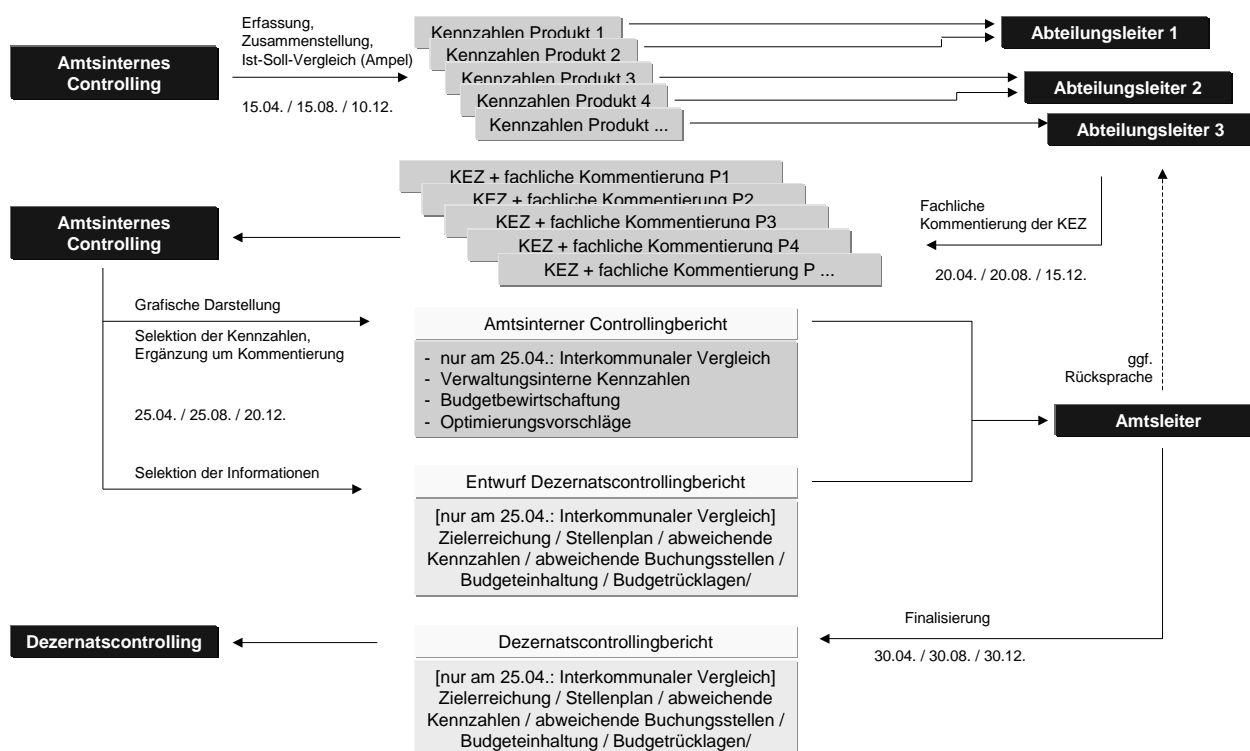 Erfassung,
Zusammenstellung,
Ist-Soll-Vergleich (Ampel)
Amtsinternes
Controlling
15.04. / 15.08. / 10.12.
Kennzahlen Produkt 1
Kennzahlen Produkt 2
Kennzahlen Produkt 3
Kennzahlen Produkt 4
Kennzahlen Produkt ...
Abteilungsleiter 1
Abteilungsleiter 2
Abteilungsleiter 3
KEZ + fachliche Kommentierung P1
KEZ + fachliche Kommentierung P2
KEZ + fachliche Kommentierung P3
KEZ + fachliche Kommentierung P4
KEZ + fachliche Kommentierung P ...
Fachliche
Kommentierung der KEZ
20.04. / 20.08. / 15.12.
Amtsinternes
Controlling
Grafische Darstellung
Selektion der Kennzahlen,
Ergänzung um Kommentierung
25.04. / 25.08. / 20.12.
Selektion der Informationen
Amtsinterner Controllingbericht
- nur am 25.04.: Interkommunaler Vergleich
- Verwaltungsinterne Kennzahlen
- Budgetbewirtschaftung
- Optimierungsvorschläge
ggf.
Rücksprache
Amtsleiter
Entwurf Dezernatscontrollingbericht
[nur am 25.04.: Interkommunaler Vergleich]
Zielerreichung / Stellenplan / abweichende
Kennzahlen / abweichende Buchungsstellen /
Budgeteinhaltung / Budgetrücklagen/
Finalisierung
30.04. / 30.08. / 30.12.
Dezernatscontrolling
Dezernatscontrollingbericht
[nur am 25.04.: Interkommunaler Vergleich]
Zielerreichung / Stellenplan / abweichende
Kennzahlen / abweichende Buchungsstellen /
Budgeteinhaltung / Budgetrücklagen/